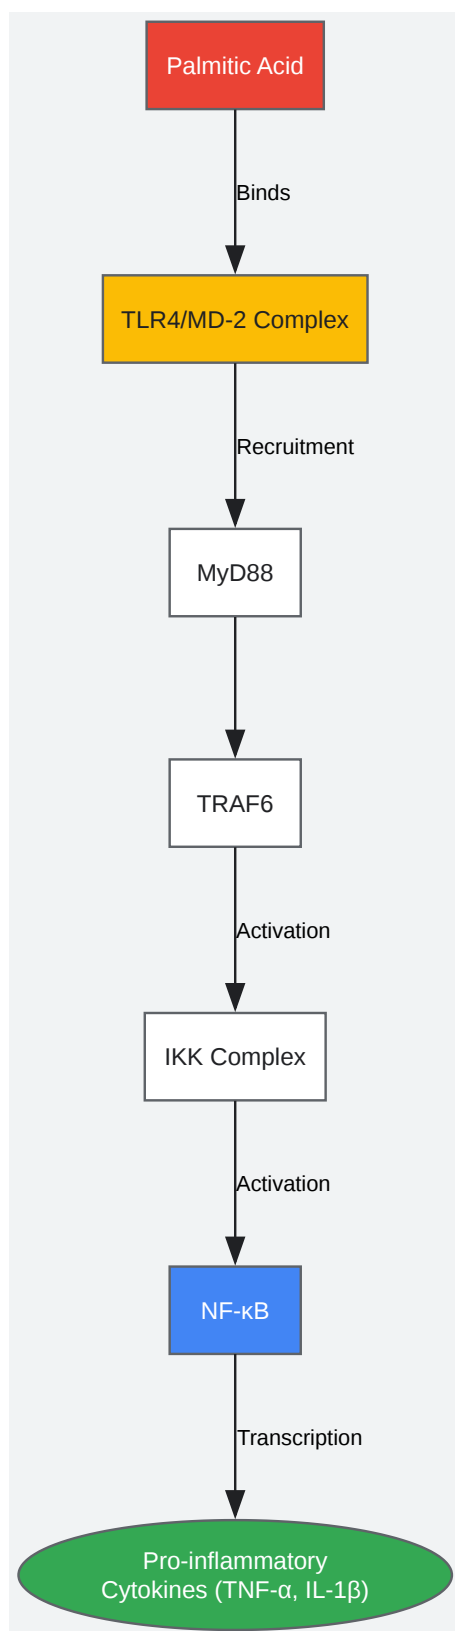 Palmitic Acid
Binds
TLR4/MD-2 Complex
Recruitment
MyD88
TRAF6
Activation
IKK Complex
Activation
NF-κB
Transcription
Pro-inflammatory
Cytokines (TNF-α, IL-1β)